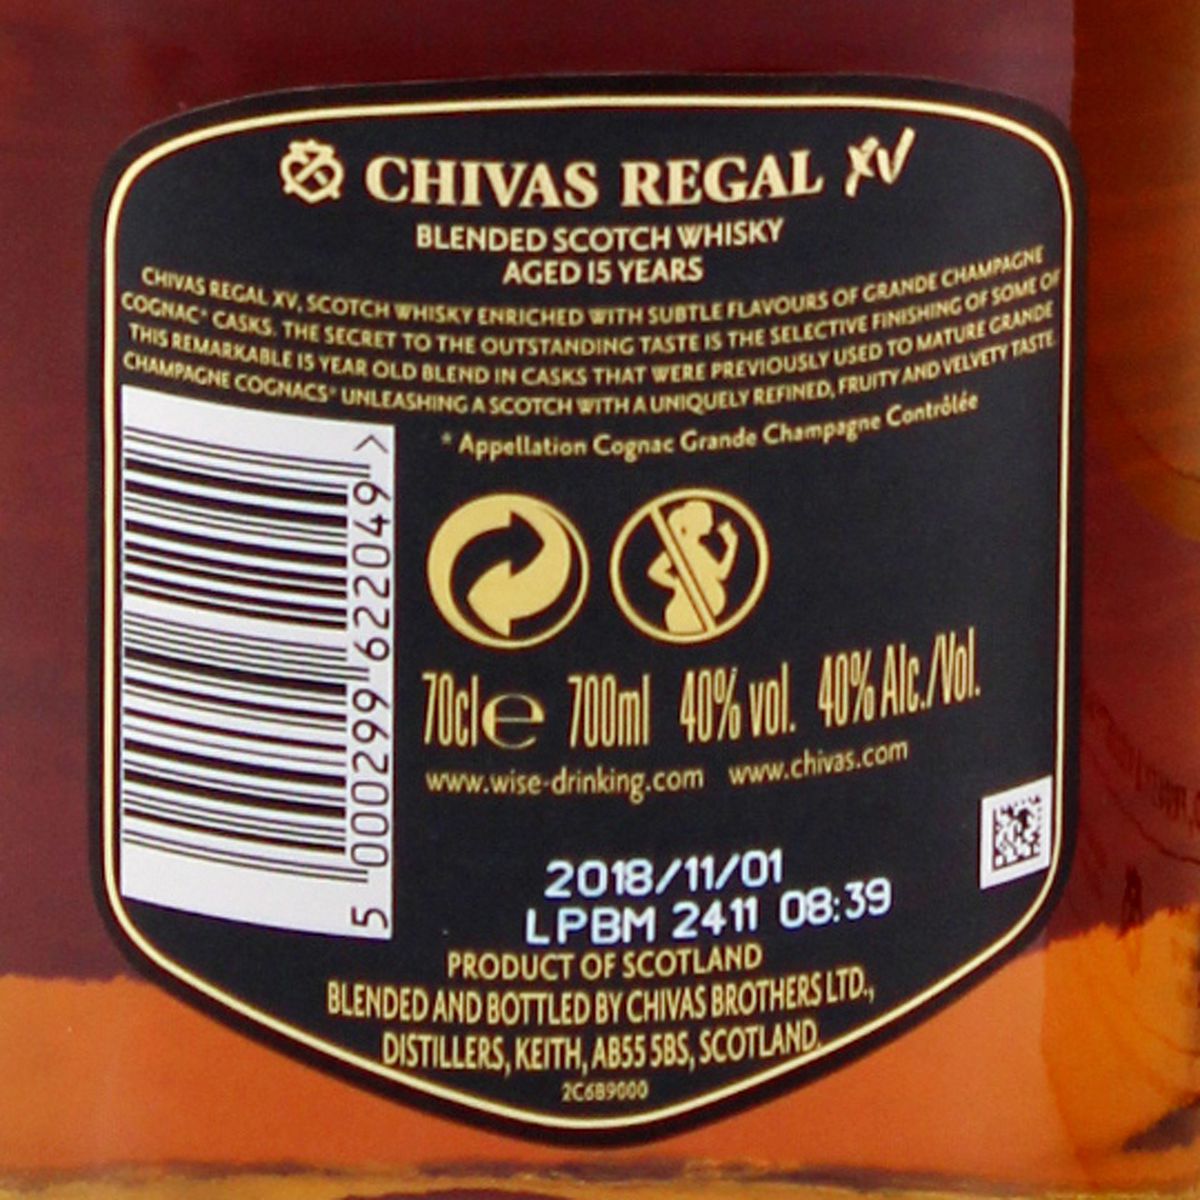 CHIVAS REGAL XV
BLENDED SCOTCH WHISKY
AGED 15 YEARS
CHIVAS REGAL XV, SCOTCH WHISKY ENRICHED WITH SUBTLE FLAVOURS OF GRANDE CHAMPAGNE
COGNAC* CASKS. THE SECRET TO THE OUTSTANDING TASTE IS THE SELECTIVE FINISHING OF SOME OF
THIS REMARKABLE 15 YEAR OLD BLEND IN CASKS THAT WERE PREVIOUSLY USED TO MATURE GRANDE
CHAMPAGNE COGNACS* UNLEASHING A SCOTCH WITH A UNIQUELY REFINED, FRUITY AND VELVETY TASTE.
* Appellation Cognac Grande Champagne Contrôlée
5 000299 622049 >
70cl e 700ml 40% vol. 40% Alc./Vol.
www.wise-drinking.com www.chivas.com
2018/11/01
LPBM 2411 08:39
PRODUCT OF SCOTLAND
BLENDED AND BOTTLED BY CHIVAS BROTHERS LTD.,
DISTILLERS, KEITH, AB55 5BS, SCOTLAND.
2C6B9000